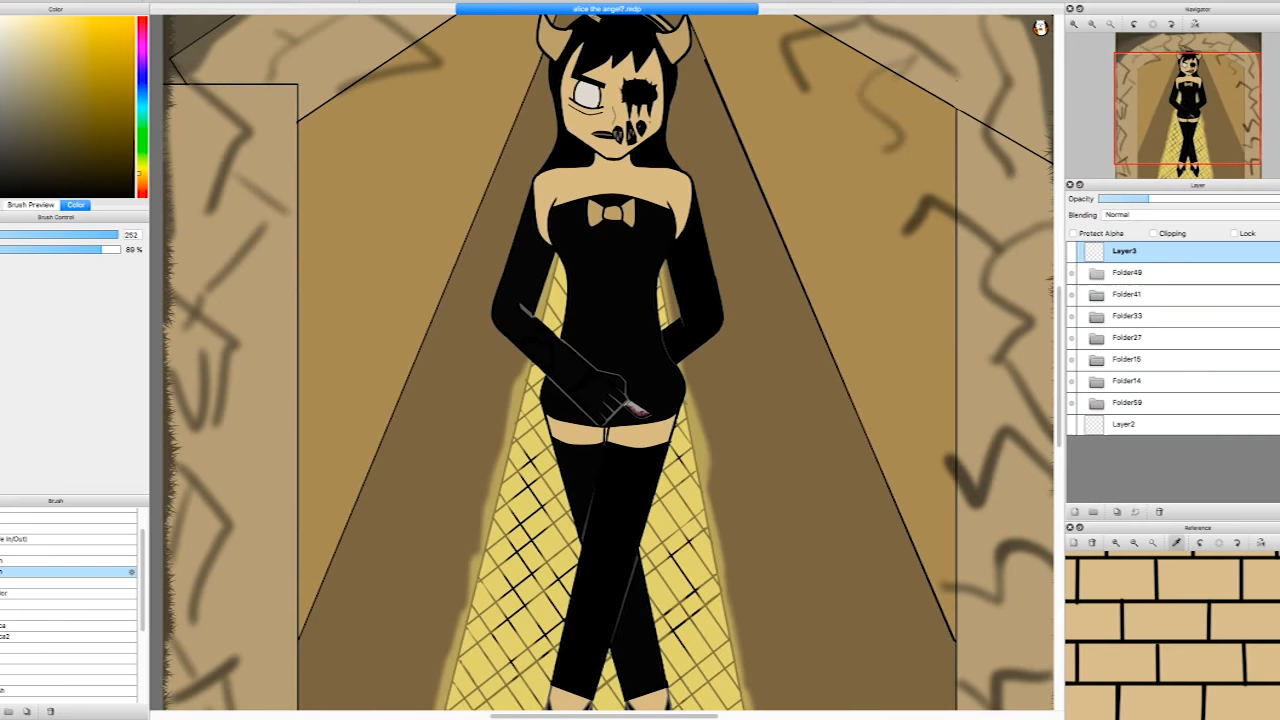 Color
alice the angel?.mdp
Navigator
Brush Preview
Color
Brush Control
252
89 %
Layer
Opacity
Blending
Normal
Protect Alpha
Clipping
Lock
Layer3
Folder49
Folder41
Folder33
Folder27
Folder15
Folder14
Folder59
Layer2
Brush
Reference